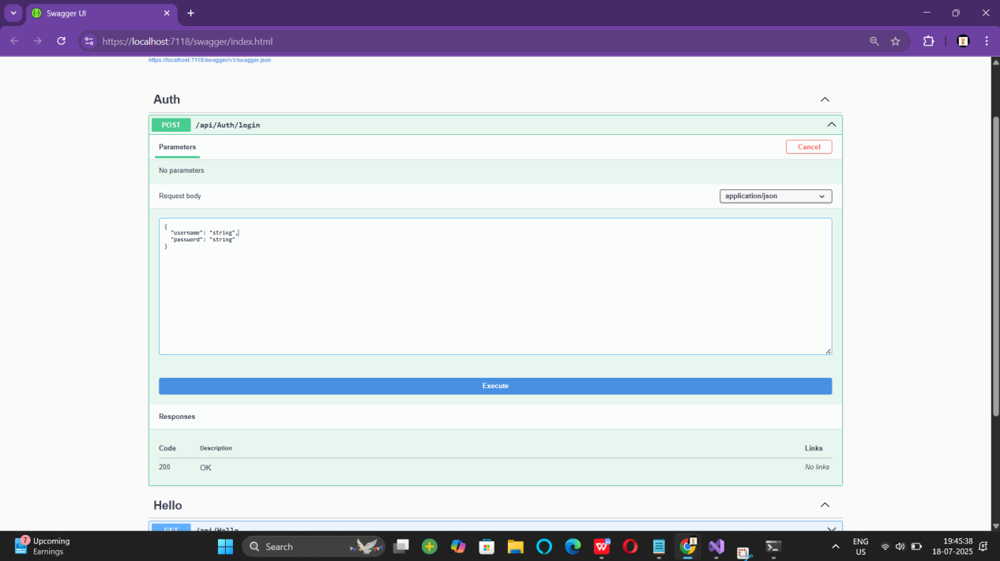 Swagger UI
https://localhost:7118/swagger/index.html
https://localhost:7118/swagger/v1/swagger.json
Auth
POST /api/Auth/login
Parameters
Cancel
No parameters
Request body
application/json
{
"username": "string",
"password": "string"
}
Execute
Responses
Code Description Links
200 OK No links
Hello
GET /api/Hello
7
Upcoming
Earnings
Search
ENG
US
19:45:38
18-07-2025